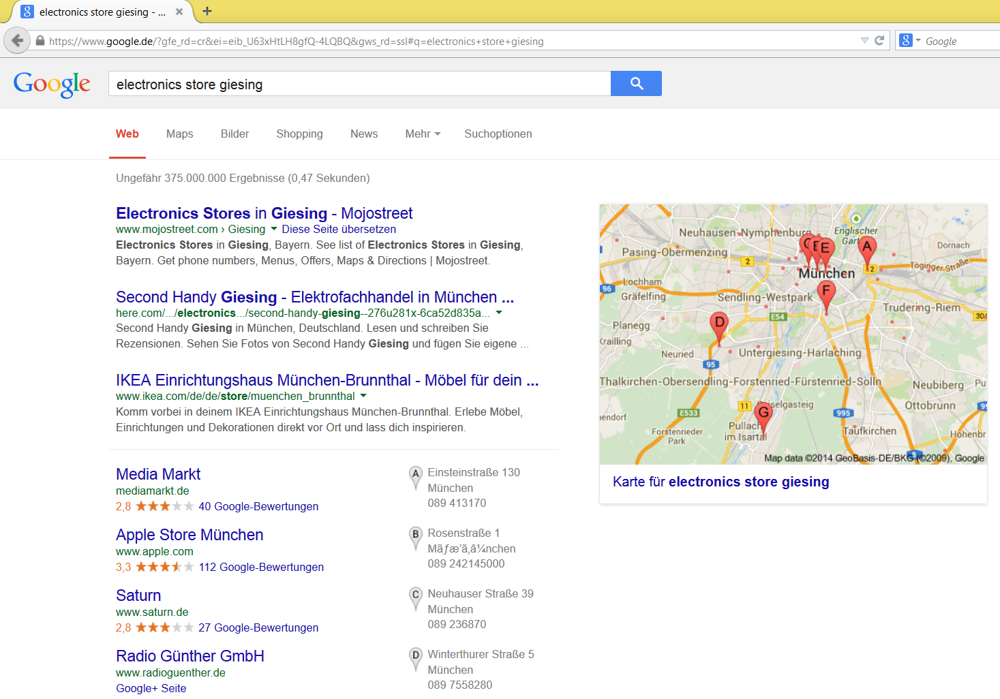 electronics store giesing - ...
https://www.google.de/?gfe_rd=cr&ei=eib_U63xHtLH8gfQ-4LQBQ&gws_rd=ssl#q=electronics+store+giesing
Google
Google
electronics store giesing
Web Maps Bilder Shopping News Mehr Suchoptionen
Ungefähr 375.000.000 Ergebnisse (0,47 Sekunden)
Electronics Stores in Giesing - Mojostreet
www.mojostreet.com › Giesing Diese Seite übersetzen
Electronics Stores in Giesing, Bayern. See list of Electronics Stores in Giesing,
Bayern. Get phone numbers, Menus, Offers, Maps & Directions | Mojostreet.
Second Handy Giesing - Elektrofachhandel in München ...
here.com/.../electronics.../second-handy-giesing--276u281x-6ca52d835a...
Second Handy Giesing in München, Deutschland. Lesen und schreiben Sie
Rezensionen. Sehen Sie Fotos von Second Handy Giesing und fügen Sie eigene ...
IKEA Einrichtungshaus München-Brunnthal - Möbel für dein ...
www.ikea.com/de/de/store/muenchen_brunnthal
Komm vorbei in deinem IKEA Einrichtungshaus München-Brunnthal. Erlebe Möbel,
Einrichtungen und Dekorationen direkt vor Ort und lass dich inspirieren.
Media Markt
mediamarkt.de
2,8 40 Google-Bewertungen
A Einsteinstraße 130
München
089 413170
Apple Store München
www.apple.com
3,3 112 Google-Bewertungen
B Rosenstraße 1
Mãƒæ’ã‚â¼nchen
089 242145000
Saturn
www.saturn.de
2,8 27 Google-Bewertungen
C Neuhauser Straße 39
München
089 236870
Radio Günther GmbH
www.radioguenther.de
Google+ Seite
D Winterthurer Straße 5
München
089 7558280
Neuhausen-Nymphenburg
Englischer
Dornach
Pasing-Obermenzing
2
C E A
Töginger Straße
2
München
Lochham
96
Gräfelfing
Sendling-Westpark
F
Trudering-Riem
E54
D
Planegg
Krailling
Neuried
Untergiesing-Harlaching
95
Thalkirchen-Obersendling-Forstenried-Fürstenried-Solln
Neubiberg
11
G
Ottobrunn
E533
995
Pullach
im Isartal
Forstenrieder
Park
Taufkirchen
Map data ©2014 GeoBasis-DE/BKG (©2009), Google
Karte für electronics store giesing